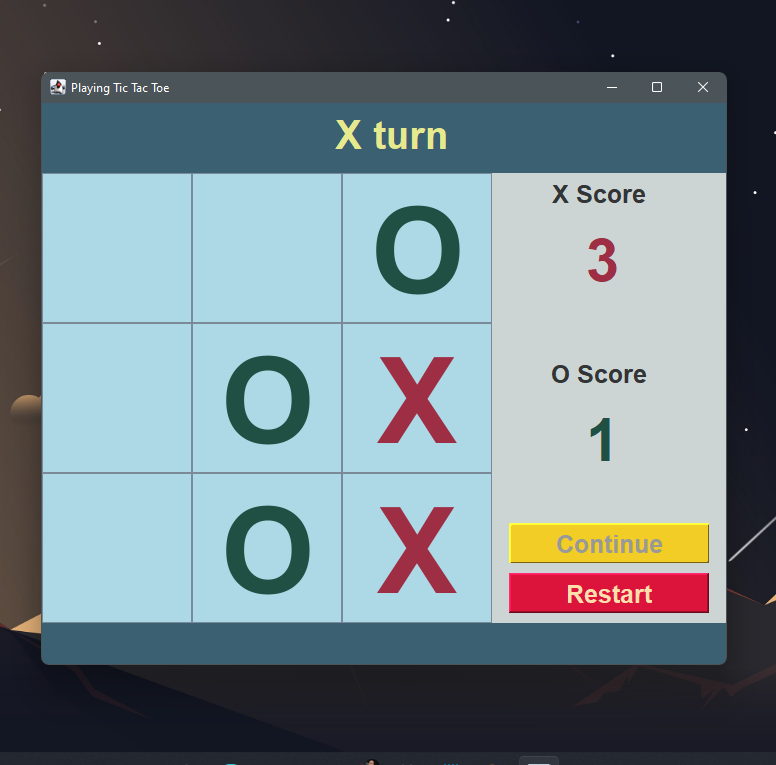 Playing Tic Tac Toe
X turn
O
O X
O X
X Score
3
O Score
1
Continue
Restart